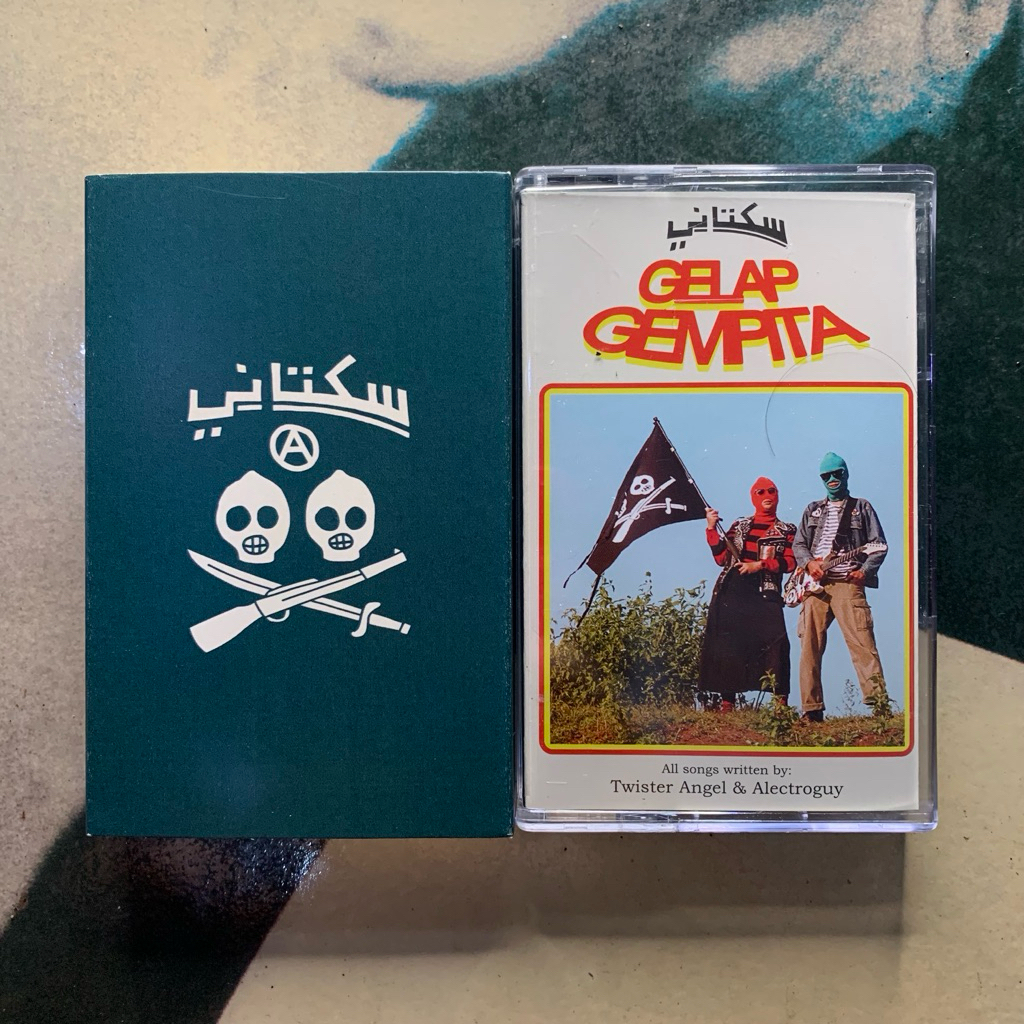 سكتاني
A
سكتاني
GELAP
GEMPITA
All songs written by:
Twister Angel & Alectroguy